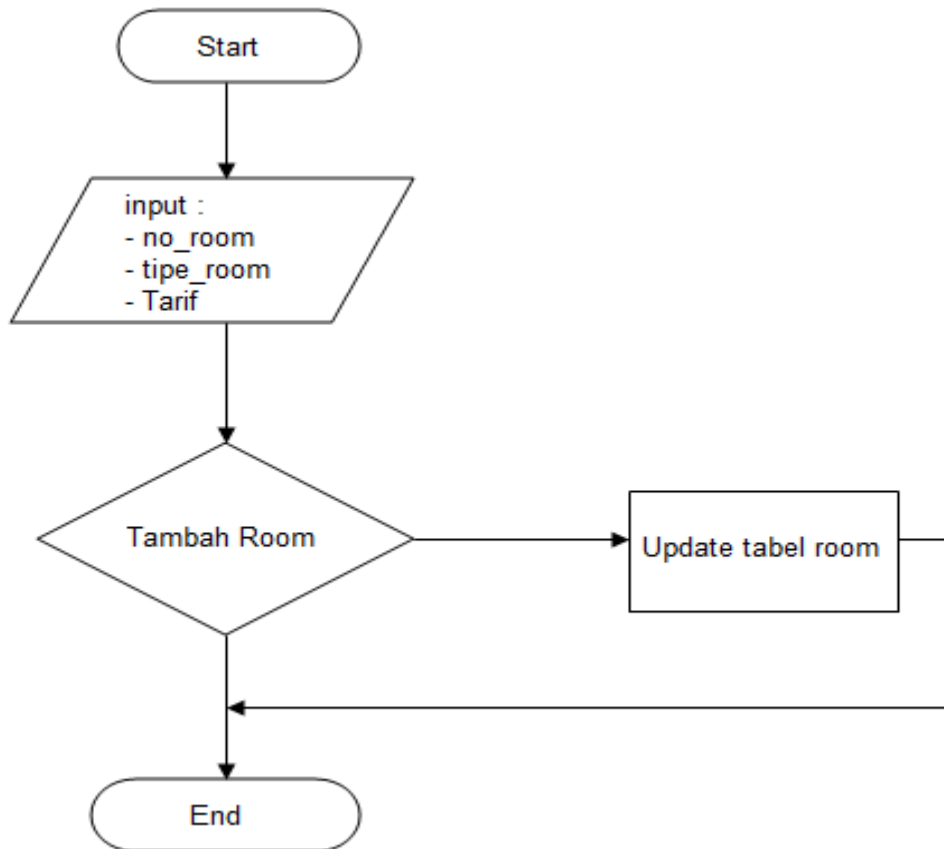 Start
input :
- no_room
- tipe_room
- Tarif
Tambah Room
Update tabel room
End